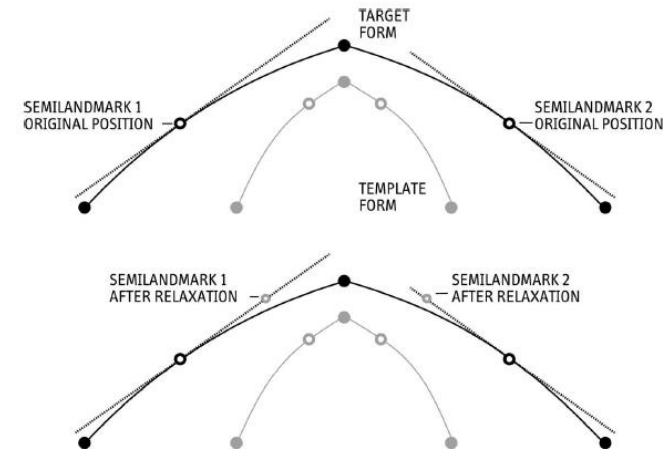 TARGET
FORM
SEMILANDMARK 1
ORIGINAL POSITION
SEMILANDMARK 2
ORIGINAL POSITION
TEMPLATE
FORM
SEMILANDMARK 1
AFTER RELAXATION
SEMILANDMARK 2
AFTER RELAXATION